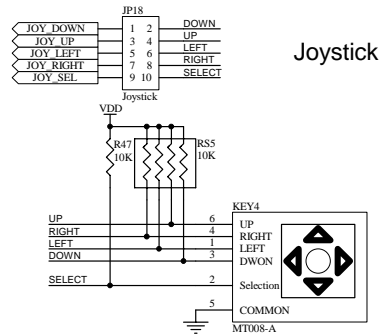 JP18
JOY_DOWN 1 2 DOWN
JOY_UP 3 4 UP
JOY_LEFT 5 6 LEFT
JOY_RIGHT 7 8 RIGHT
JOY_SEL 9 10 SELECT
Joystick
Joystick
VDD
R47 RS5
10K 10K
KEY4
UP 6 UP
RIGHT 4 RIGHT
LEFT 1 LEFT
DOWN 3 DWON
SELECT 2 Selection
5 COMMON
MT008-A